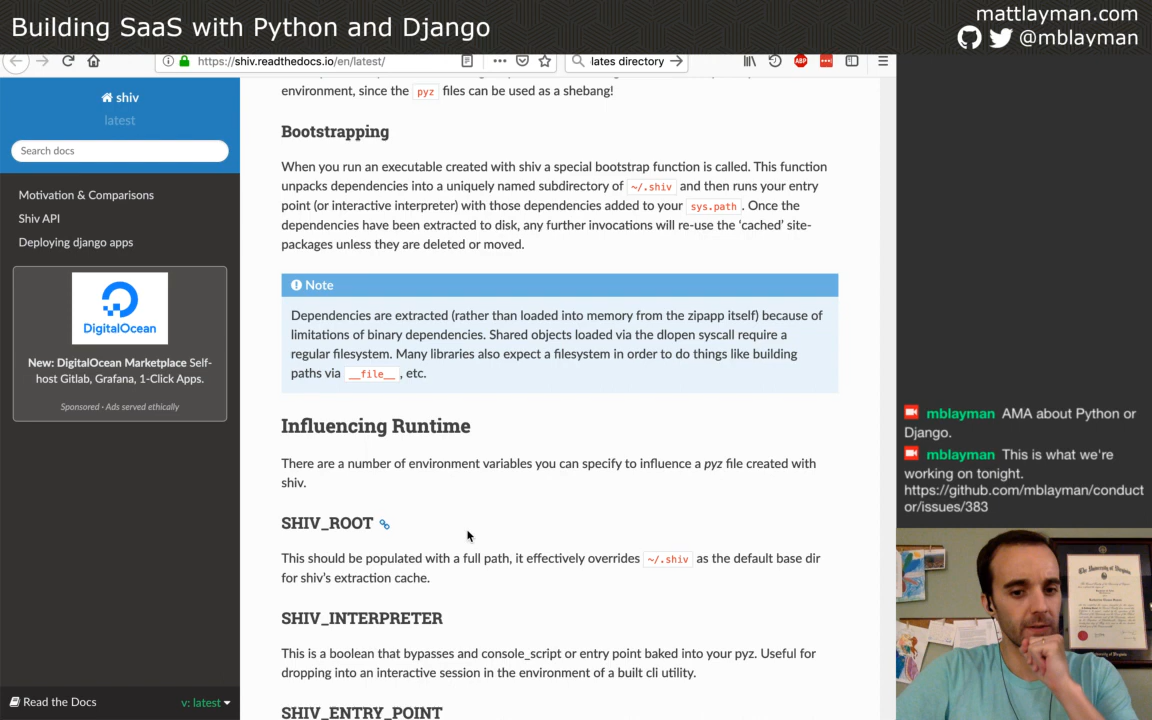 Building SaaS with Python and Django
mattlayman.com
@mblayman
https://shiv.readthedocs.io/en/latest/
lates directory
ABP
shiv
latest
Search docs
Motivation & Comparisons
Shiv API
Deploying django apps
DigitalOcean
New: DigitalOcean Marketplace Self-
host Gitlab, Grafana, 1-Click Apps.
Sponsored · Ads served ethically
Read the Docs
v: latest
environment, since the pyz files can be used as a shebang!
Bootstrapping
When you run an executable created with shiv a special bootstrap function is called. This function
unpacks dependencies into a uniquely named subdirectory of ~/.shiv and then runs your entry
point (or interactive interpreter) with those dependencies added to your sys.path. Once the
dependencies have been extracted to disk, any further invocations will re-use the ‘cached’ site-
packages unless they are deleted or moved.
Note
Dependencies are extracted (rather than loaded into memory from the zipapp itself) because of
limitations of binary dependencies. Shared objects loaded via the dlopen syscall require a
regular filesystem. Many libraries also expect a filesystem in order to do things like building
paths via __file__, etc.
Influencing Runtime
There are a number of environment variables you can specify to influence a pyz file created with
shiv.
SHIV_ROOT
This should be populated with a full path, it effectively overrides ~/.shiv as the default base dir
for shiv’s extraction cache.
SHIV_INTERPRETER
This is a boolean that bypasses and console_script or entry point baked into your pyz. Useful for
dropping into an interactive session in the environment of a built cli utility.
SHIV_ENTRY_POINT
mblayman AMA about Python or
Django.
mblayman This is what we're
working on tonight.
https://github.com/mblayman/conduct
or/issues/383
The University of Virginia